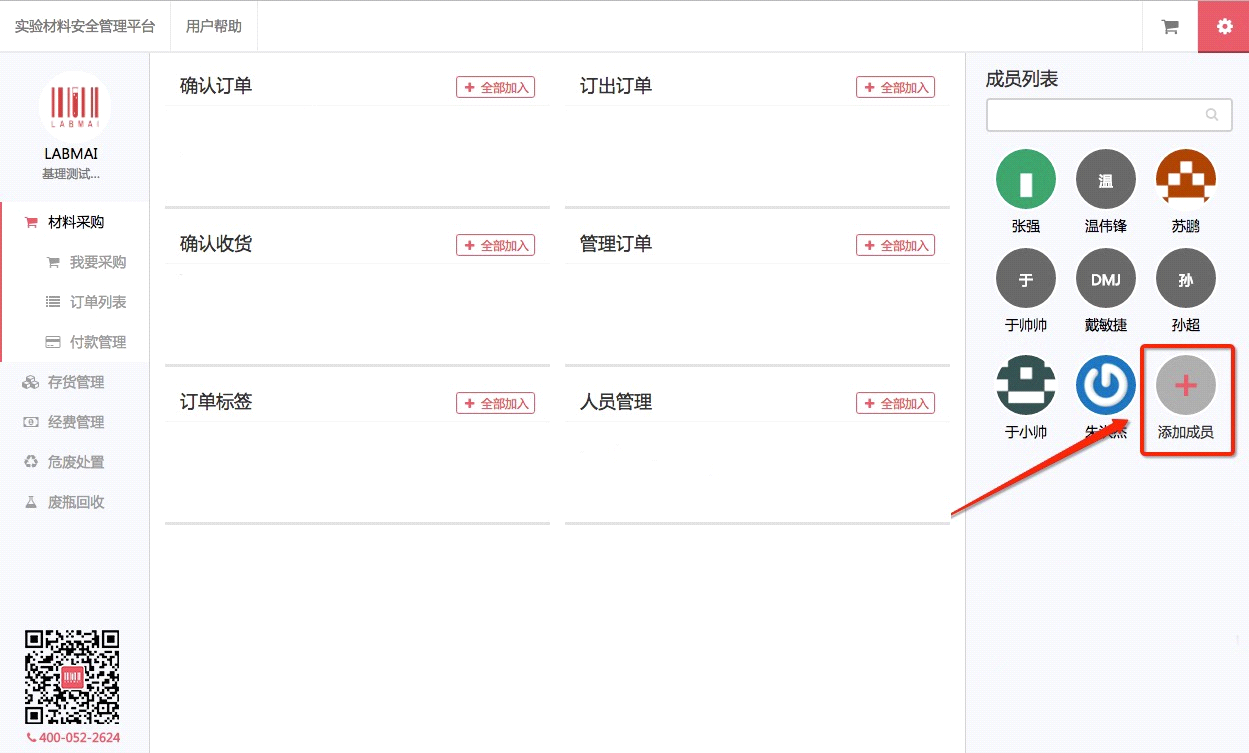 实验材料安全管理平台
用户帮助
LABMAI
LABMAI
基理测试...
材料采购
我要采购
订单列表
付款管理
存货管理
经费管理
危废处置
废瓶回收
400-052-2624
确认订单
全部加入
订出订单
全部加入
确认收货
全部加入
管理订单
全部加入
订单标签
全部加入
人员管理
全部加入
成员列表
温
张强
温伟锋
苏鹏
于
DMJ
孙
于帅帅
戴敏捷
孙超
于小帅
朱 杰
添加成员